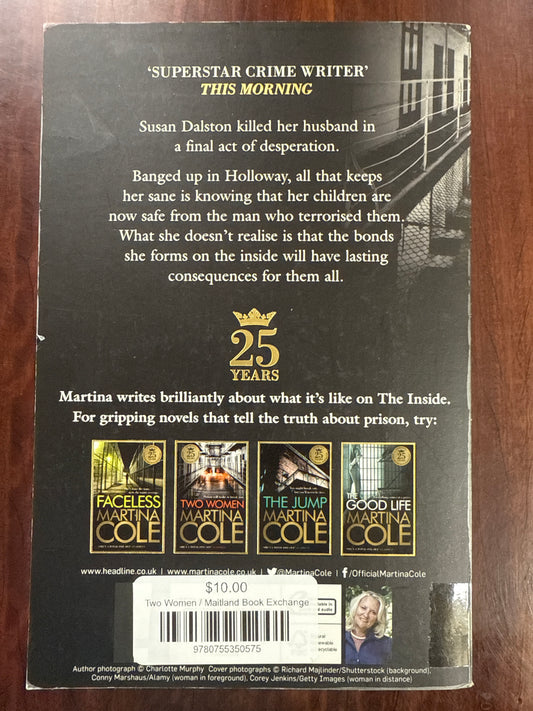 ‘SUPERSTAR CRIME WRITER’
THIS MORNING
Susan Dalston killed her husband in
a final act of desperation.
Banged up in Holloway, all that keeps
her sane is knowing that her children are
now safe from the man who terrorised them.
What she doesn’t realise is that the bonds
she forms on the inside will have lasting
consequences for them all.
25
YEARS
Martina writes brilliantly about what it’s like on The Inside.
For gripping novels that tell the truth about prison, try:
FACELESS
MARTINA
COLE
TWO WOMEN
MARTINA
COLE
THE JUMP
MARTINA
COLE
THE
GOOD LIFE
MARTINA
COLE
www.headline.co.uk | www.martinacole.co.uk | @MartinaCole | /OfficialMartinaCole
$10.00
Two Women / Maitland Book Exchange
9780755350575
Author photograph © Charlotte Murphy Cover photographs © Richard Majlinder/Shutterstock (background),
Conny Marshaus/Alamy (woman in foreground), Corey Jenkins/Getty Images (woman in distance)